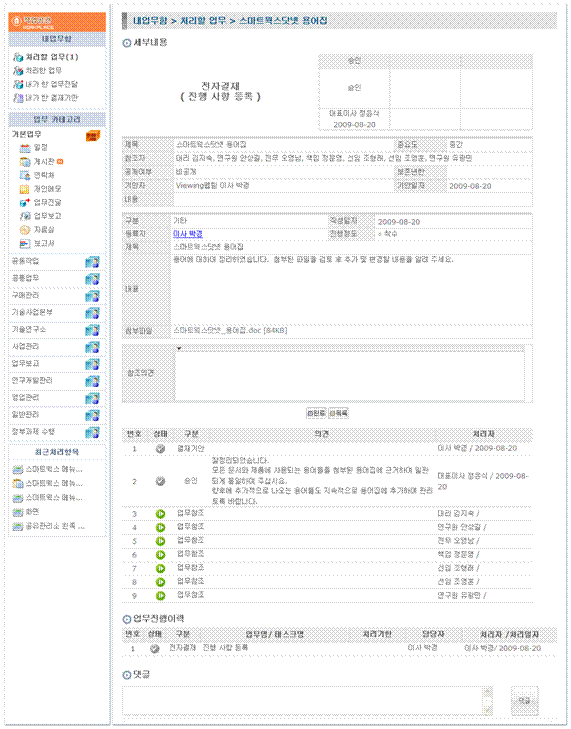 내업무함
처리할 업무(1)
처리한 업무
내가 한 업무전달
내가 한 결재기안
업무 카테고리
기본업무
일정
게시판
연락처
개인메모
업무전달
업무보고
자료실
보고서
공동작업
공통업무
구매관리
기술사업본부
기술연구소
사업관리
업무보고
연구개발관리
영업관리
일반관리
정부과제 수행
최근처리항목
스마트웍스 메뉴...
스마트웍스 메뉴...
스마트웍스 메뉴...
화면
공유관리소 왼쪽 ...
내업무함 > 처리할 업무 > 스마트웍스닷넷 용어집
세부내용
전자결재
( 진행 사항 등록 )
승인
승인
대표이사 정윤식
2009-08-20
제목 스마트웍스닷넷 용어집 중요도 중간
참조자 대리 김지숙, 연구원 안상길, 전무 오영남, 책임 정문영, 선임 조형래, 선임 조영훈, 연구원 유광민
공개여부 비공개 보존년한
기안자 Viewing웹팀 이사 박경 기안일자 2009-08-20
내용
구분 기타 작성일자 2009-08-20
등록자 이사 박경 진행정도 착수
제목 스마트웍스닷넷 용어집
내용 용어에 대하여 정리하였습니다. 첨부된 파일을 검토 후 추가 및 변경할 내용을 알려 주세요.
첨부파일 스마트웍스닷넷_용어집.doc [84KB]
참조의견
완료 등록
번호 상태 구분 의견 처리자
1 결재기안 이사 박경 / 2009-08-20
2 승인 잘정리되었습니다.
모든 문서와 제품에 사용되는 용어들을 첨부된 용어집에 근거하여 일관
되게 통일하여 주십시요.
향후에 추가적으로 나오는 용어들도 지속적으로 용어집에 추가하여 관리
토록 바랍니다.
대표이사 정윤식 / 2009-08-
20
3 업무참조 대리 김지숙 /
4 업무참조 연구원 안상길 /
5 업무참조 전무 오영남 /
6 업무참조 책임 정문영 /
7 업무참조 선임 조형래 /
8 업무참조 선임 조영훈 /
9 업무참조 연구원 유광민 /
업무진행이력
번호 상태 구분 업무명/ 태스크명 처리기한 담당자 처리자 /처리일자
1 전자결재 진행 사항 등록 이사 박경 이사 박경/ 2009-08-20
댓글
댓글